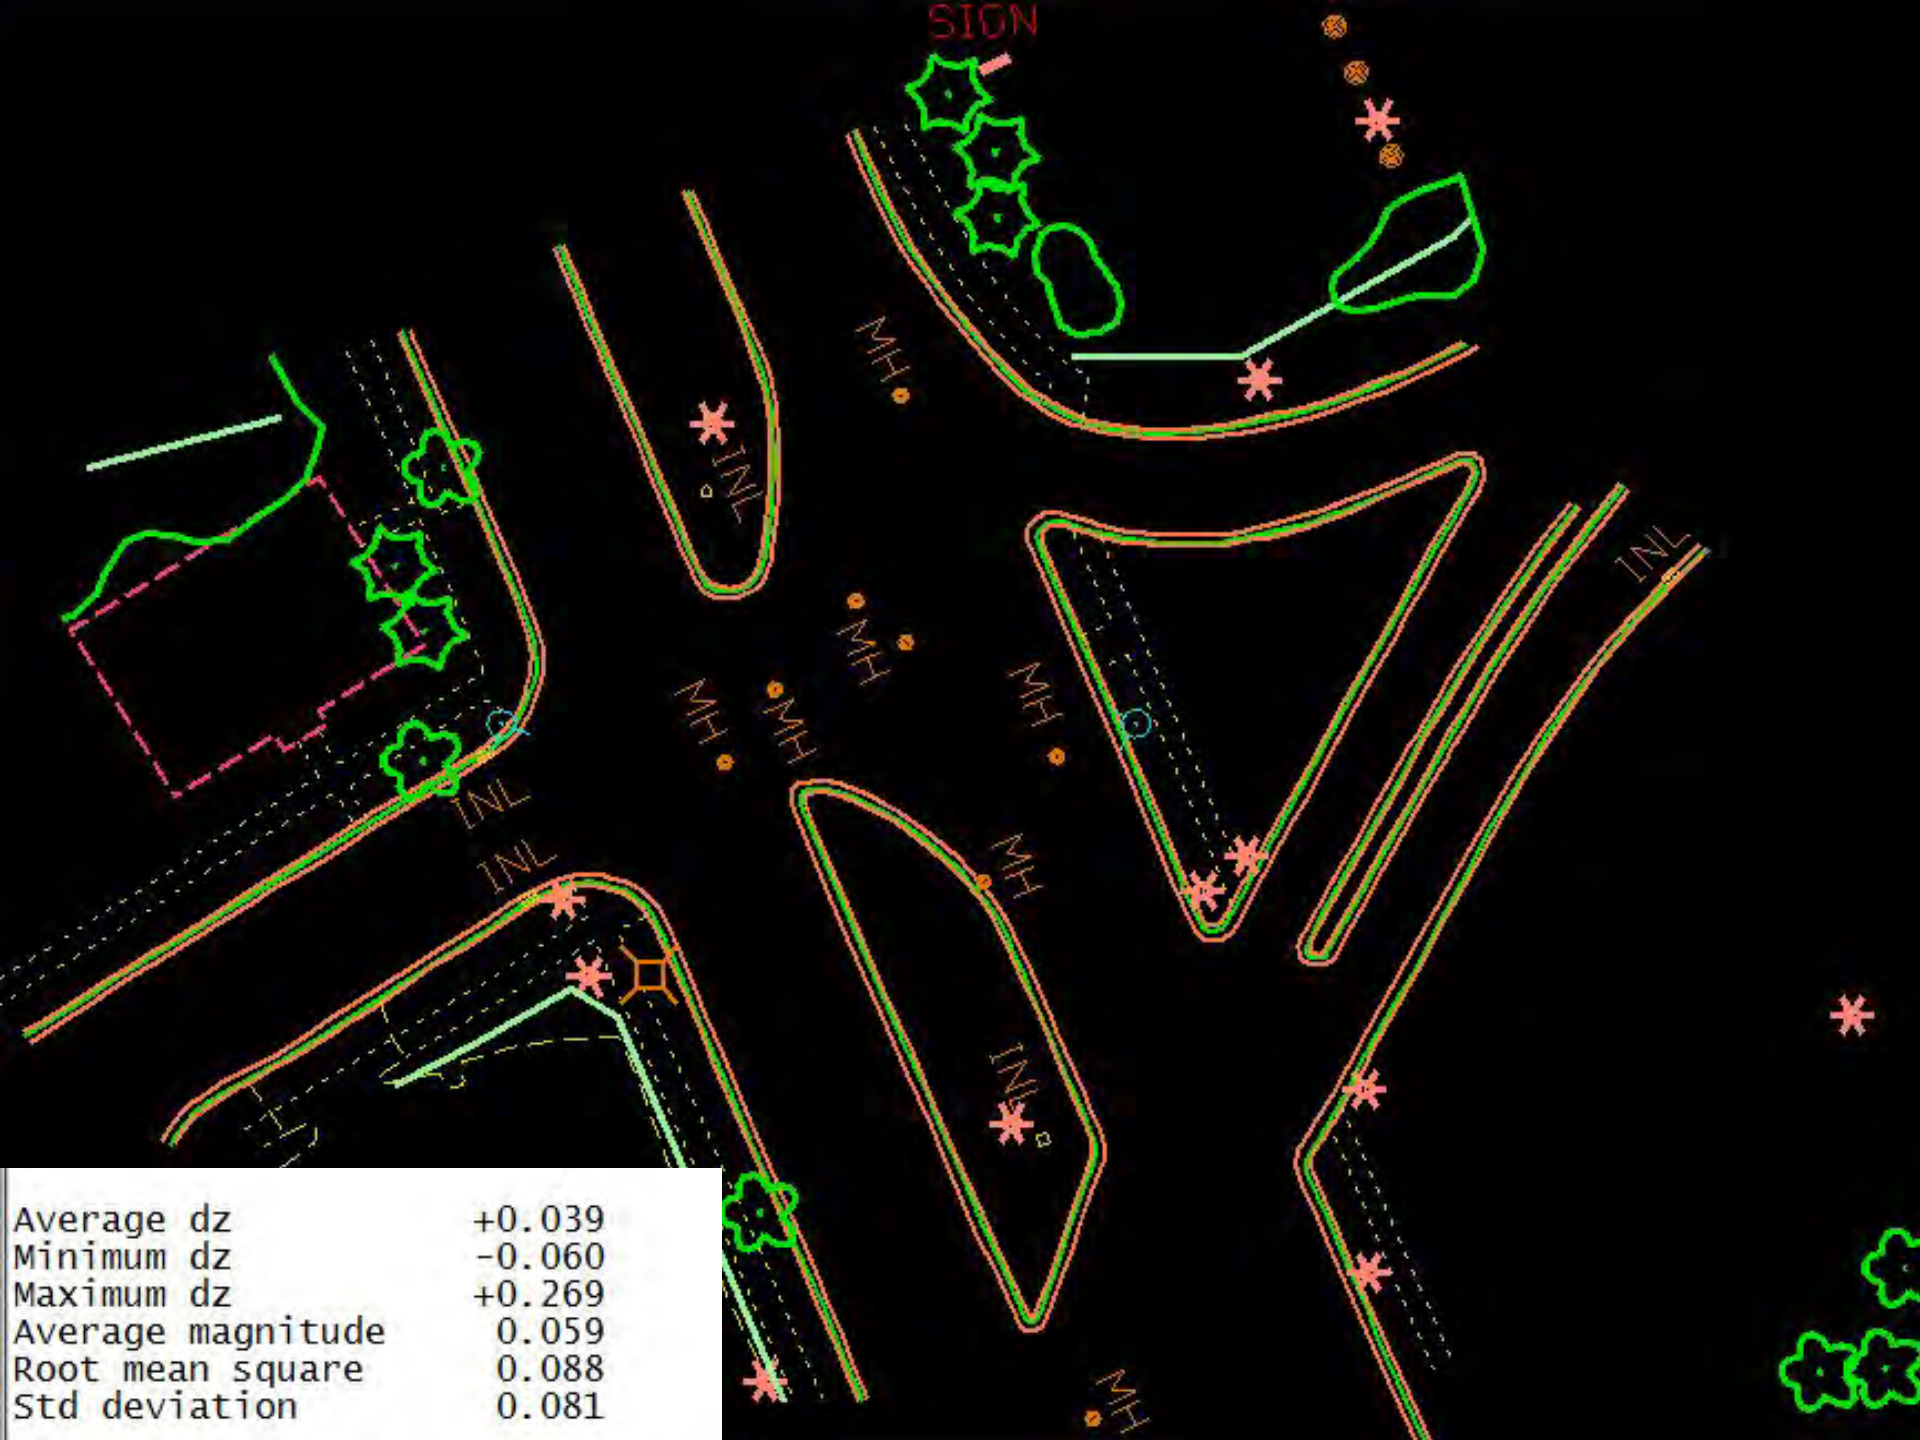 SIGN
MH
INL
INL
MH
MH
MH
MH
INL
INL
MH
INL
Average dz +0.039
Minimum dz -0.060
Maximum dz +0.269
Average magnitude 0.059
Root mean square 0.088
Std deviation 0.081
MH